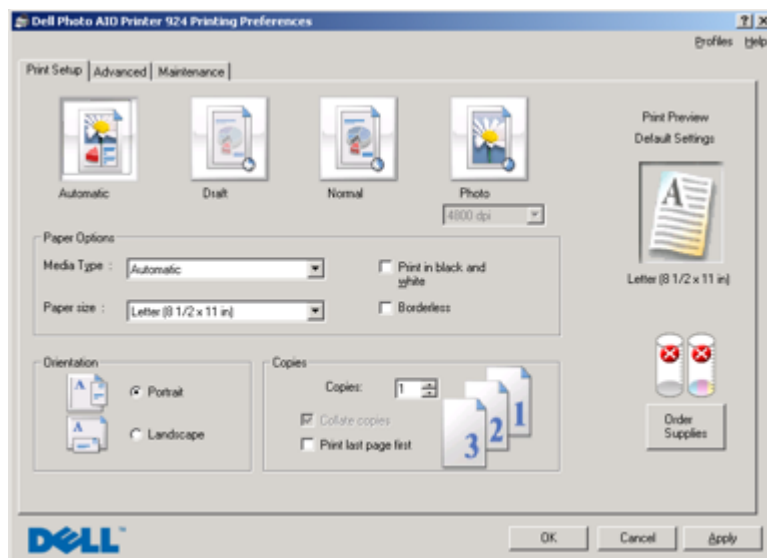 Dell Photo AIO Printer 924 Printing Preferences
Profiles Help
Print Setup Advanced Maintenance
Automatic
Draft
Normal
Photo
4800 dpi
Print Preview
Default Settings
A
Letter (8 1/2 x 11 in)
Paper Options
Media Type :
Automatic
Print in black and
white
Paper size :
Letter (8 1/2 x 11 in)
Borderless
Orientation
A
Portrait
A
Landscape
Copies
Copies:
1
Collate copies
Print last page first
3 2 1
Order
Supplies
DELL™
OK Cancel Apply